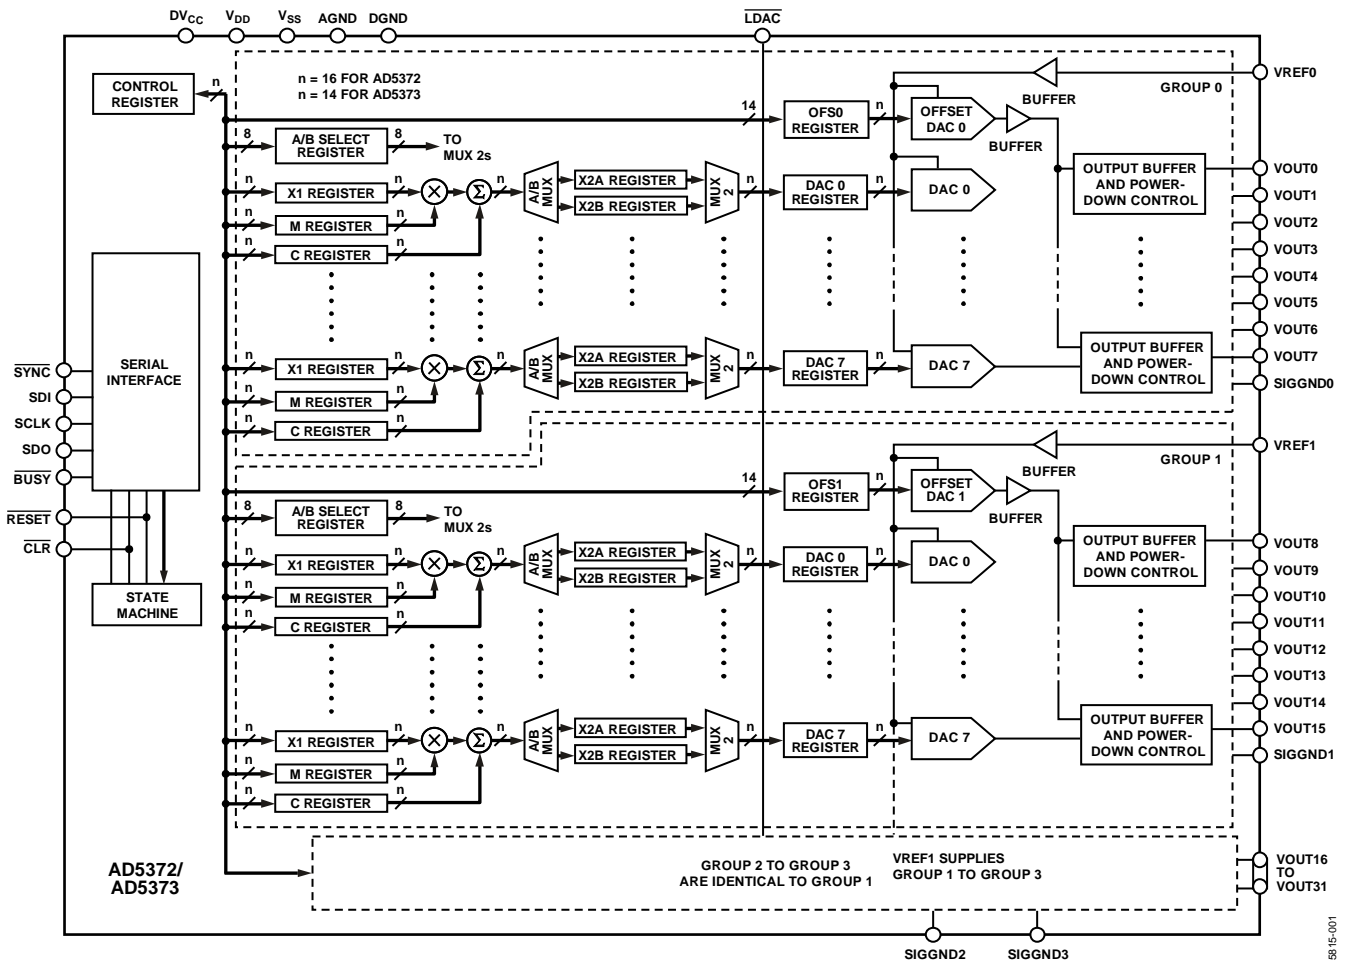 DVCC VDD VSS AGND DGND LDAC
n = 16 FOR AD5372
n = 14 FOR AD5373
CONTROL
REGISTER
n
VREF0
GROUP 0
BUFFER
14
OFS0
REGISTER
n
OFFSET
DAC 0
BUFFER
8
A/B SELECT
REGISTER
8
TO
MUX 2s
n
X1 REGISTER
n
n
A/B
MUX
X2A REGISTER
X2B REGISTER
MUX
2
n
DAC 0
REGISTER
n
DAC 0
OUTPUT BUFFER
AND POWER-
DOWN CONTROL
n
M REGISTER
n
n
C REGISTER
n
×
Σ
VOUT0
VOUT1
VOUT2
VOUT3
VOUT4
VOUT5
VOUT6
VOUT7
SIGGND0
n
X1 REGISTER
n
×
Σ
n
A/B
MUX
X2A REGISTER
X2B REGISTER
MUX
2
n
DAC 7
REGISTER
n
DAC 7
OUTPUT BUFFER
AND POWER-
DOWN CONTROL
n
M REGISTER
n
n
C REGISTER
n
SERIAL
INTERFACE
SYNC
SDI
SCLK
SDO
BUSY
RESET
CLR
STATE
MACHINE
VREF1
GROUP 1
BUFFER
14
OFS1
REGISTER
n
OFFSET
DAC 1
BUFFER
8
A/B SELECT
REGISTER
8
TO
MUX 2s
n
X1 REGISTER
n
×
Σ
n
A/B
MUX
X2A REGISTER
X2B REGISTER
MUX
2
n
DAC 0
REGISTER
n
DAC 0
OUTPUT BUFFER
AND POWER-
DOWN CONTROL
n
M REGISTER
n
n
C REGISTER
n
VOUT8
VOUT9
VOUT10
VOUT11
VOUT12
VOUT13
VOUT14
VOUT15
SIGGND1
n
X1 REGISTER
n
×
Σ
n
A/B
MUX
X2A REGISTER
X2B REGISTER
MUX
2
n
DAC 7
REGISTER
n
DAC 7
OUTPUT BUFFER
AND POWER-
DOWN CONTROL
n
M REGISTER
n
n
C REGISTER
n
AD5372/
AD5373
GROUP 2 TO GROUP 3
ARE IDENTICAL TO GROUP 1
VREF1 SUPPLIES
GROUP 1 TO GROUP 3
VOUT16
TO
VOUT31
SIGGND2 SIGGND3
5815-001